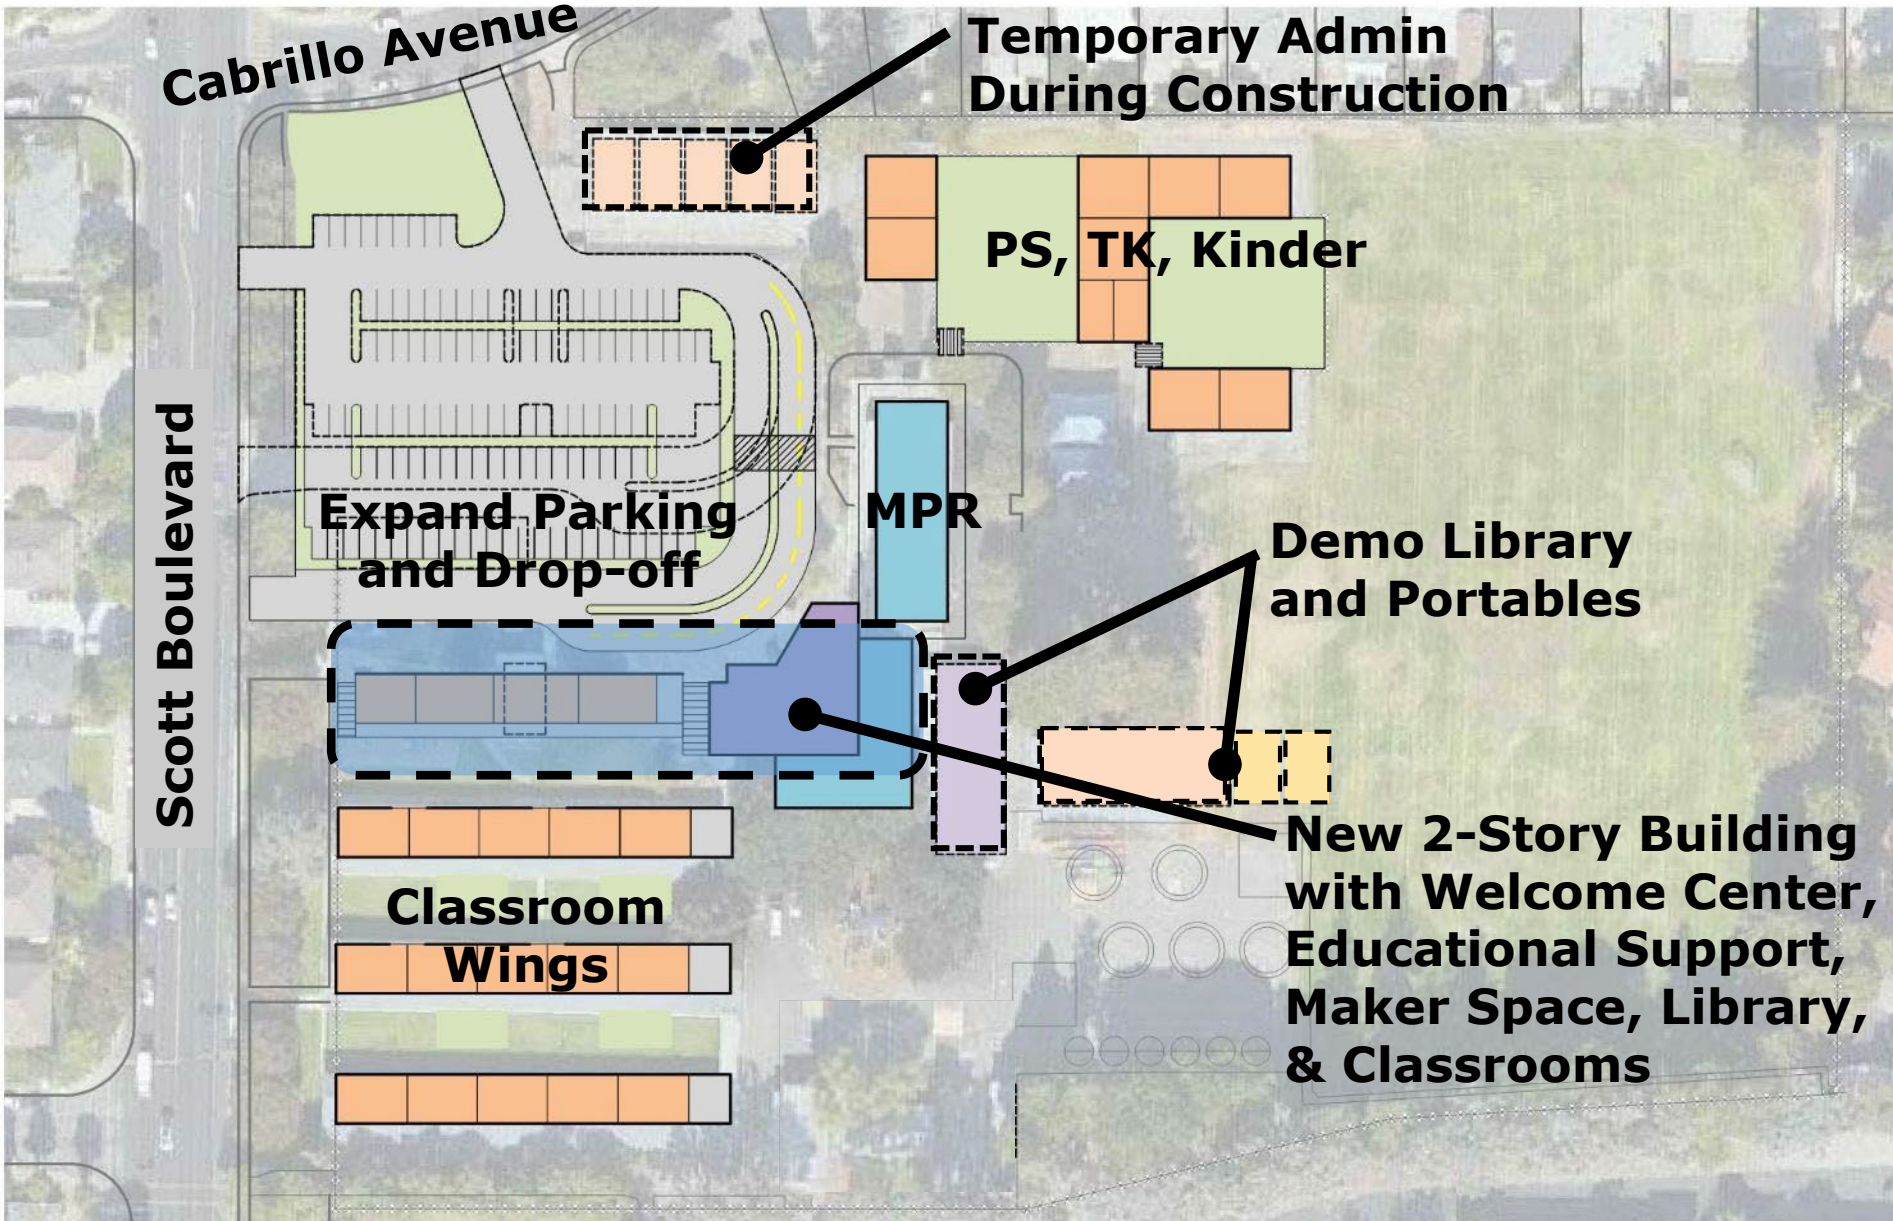 Cabrillo Avenue
Temporary Admin
During Construction
PS, TK, Kinder
Scott Boulevard
Expand Parking
and Drop-off
MPR
Demo Library
and Portables
Classroom
Wings
New 2-Story Building
with Welcome Center,
Educational Support,
Maker Space, Library,
& Classrooms